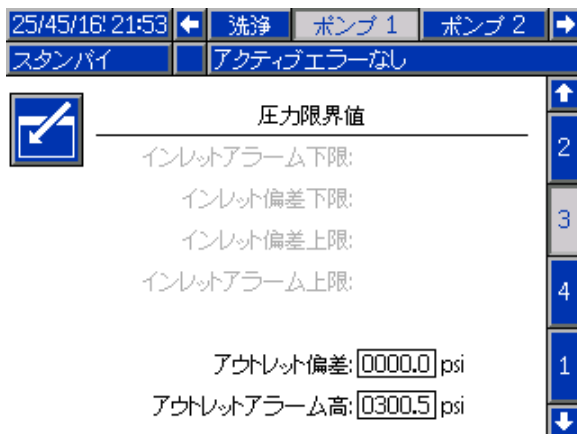 25/45/16 21:53 洗浄 ポンプ 1 ポンプ 2
スタンバイ アクティブエラーなし
圧力限界値
インレットアラーム下限:
2
インレット偏差下限:
3
インレット偏差上限:
インレットアラーム上限:
4
アウトレット偏差: 0000.0 psi
1
アウトレットアラーム高: 0300.5 psi